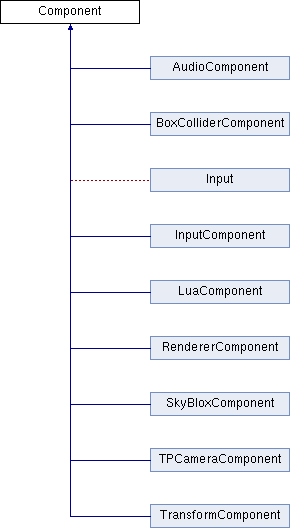 Component
AudioComponent
BoxColliderComponent
Input
InputComponent
LuaComponent
RendererComponent
SkyBloxComponent
TPCameraComponent
TransformComponent